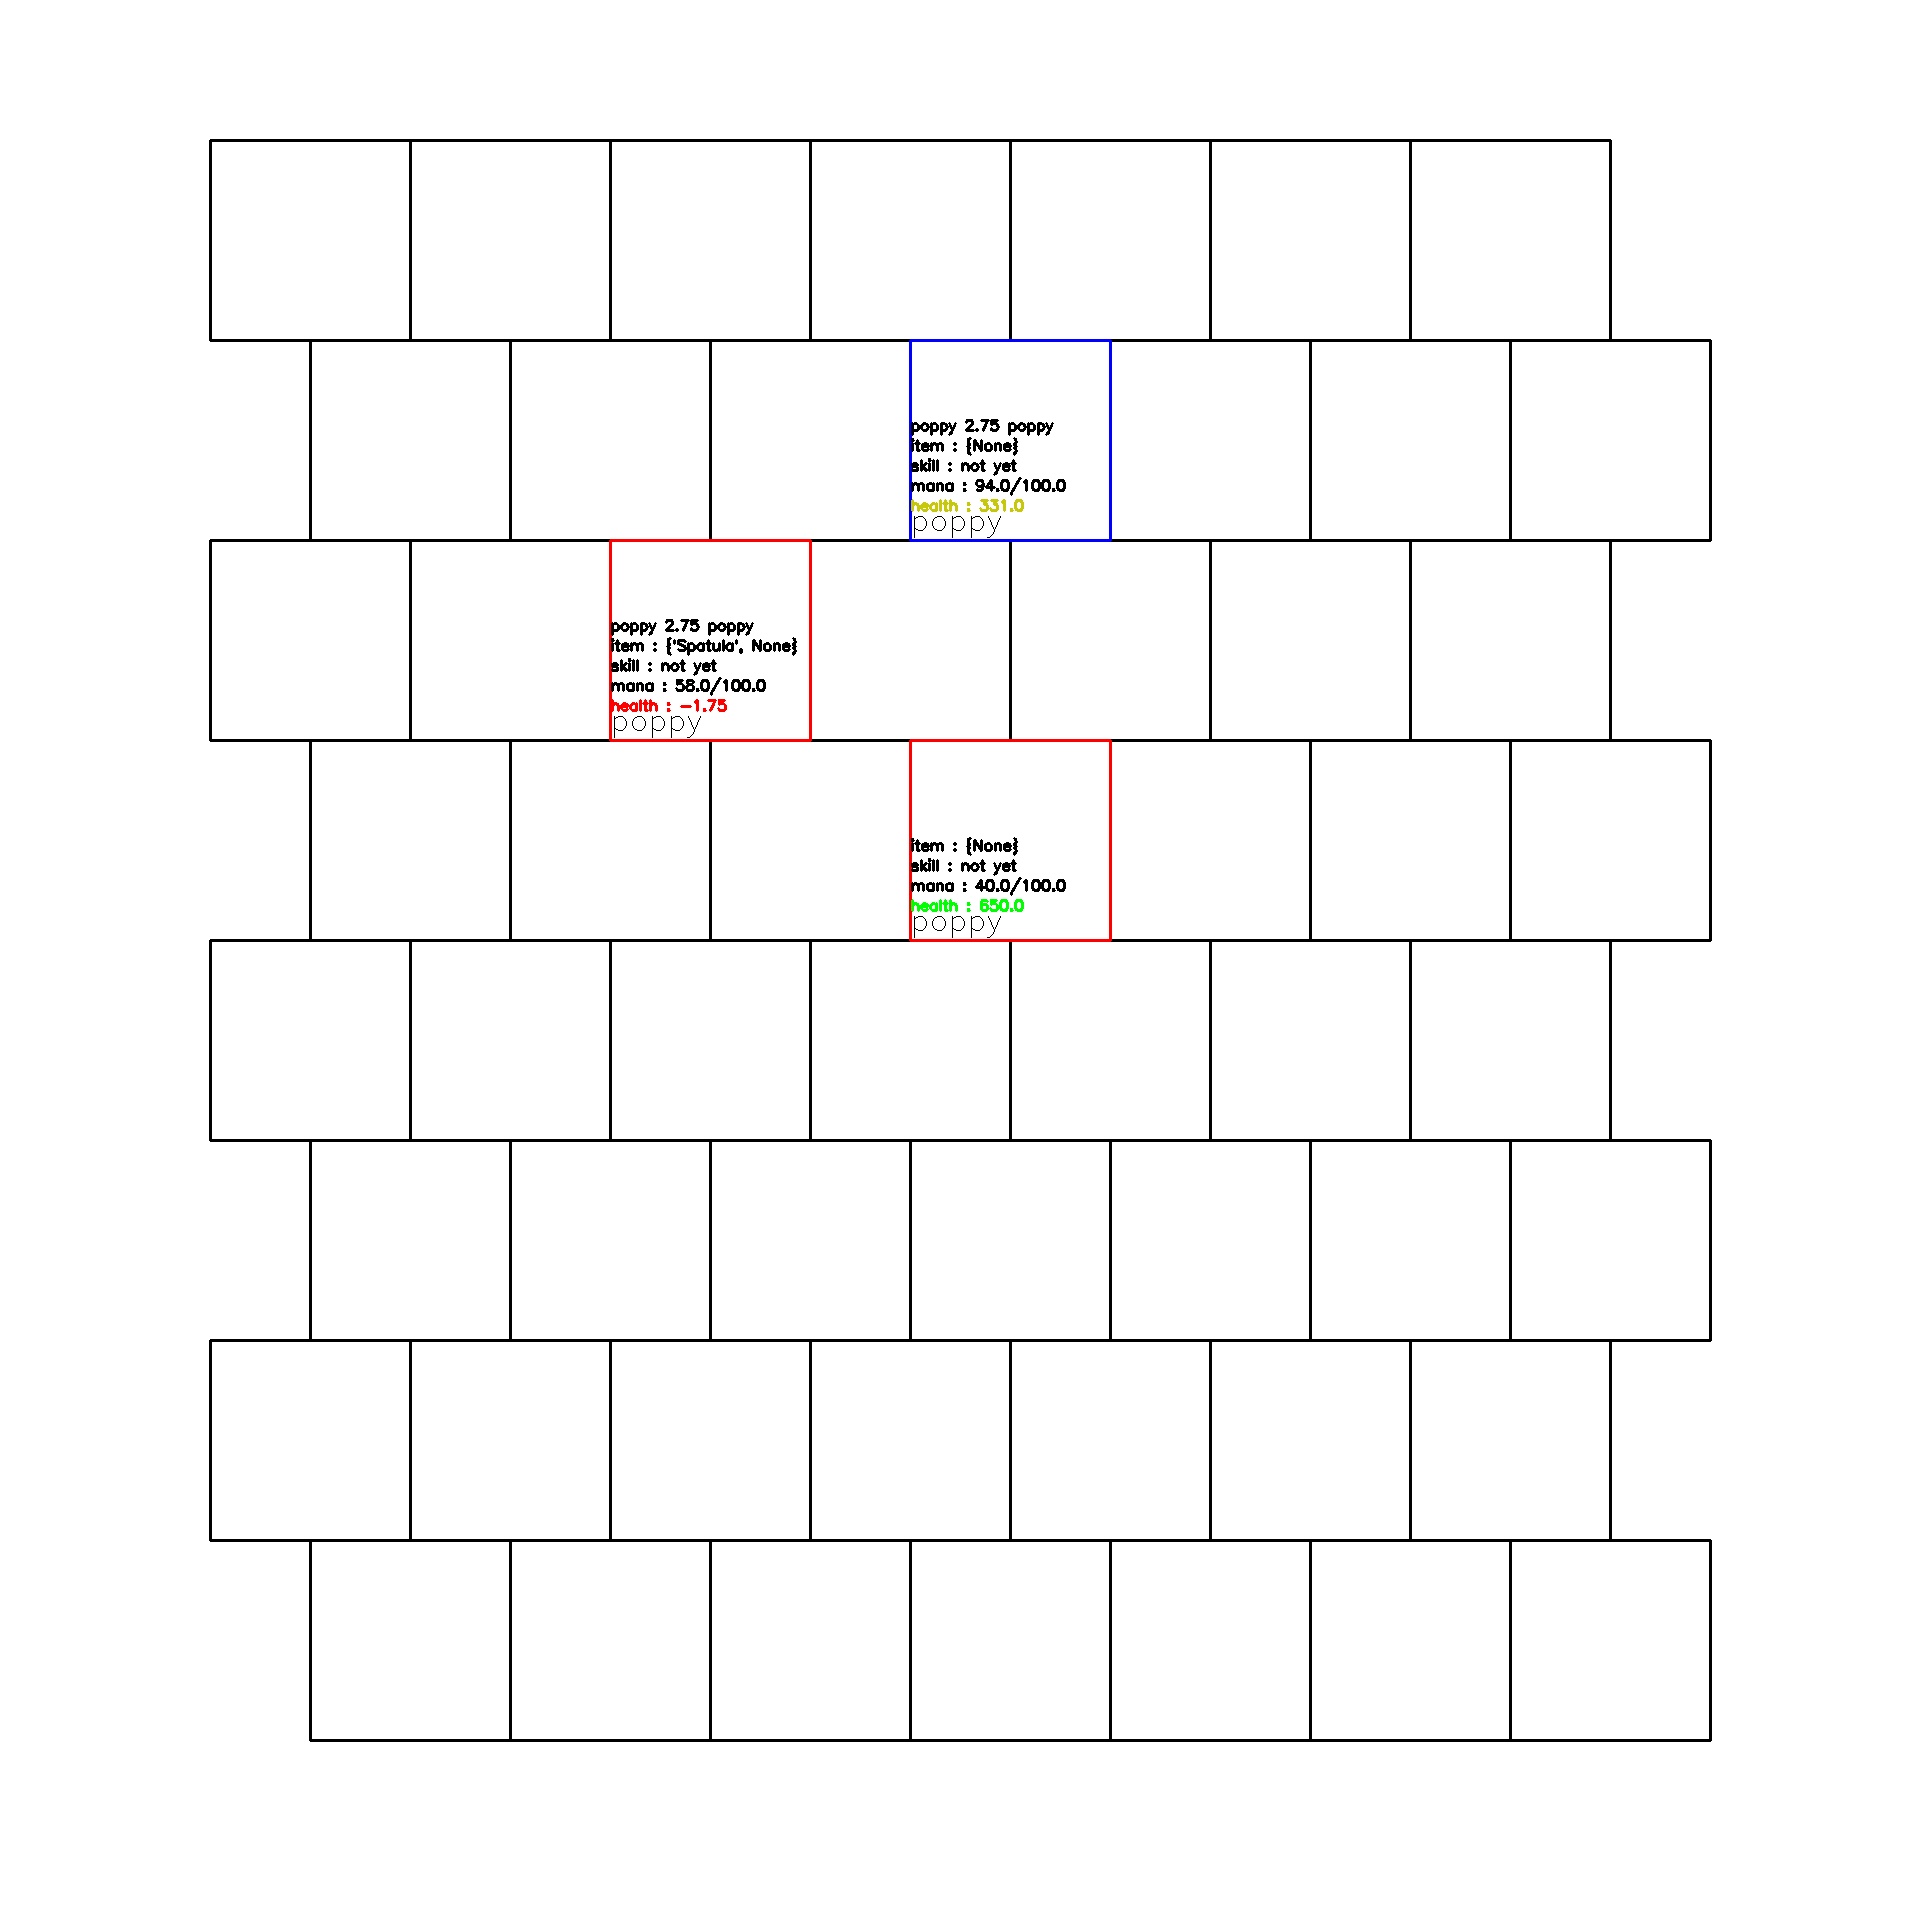 poppy 2.75 poppy
item : {None}
skill : not yet
mana : 94.0/100.0
health : 331.0
poppy
poppy 2.75 poppy
item : {'Spatula', None}
skill : not yet
mana : 58.0/100.0
health : -1.75
poppy
item : {None}
skill : not yet
mana : 40.0/100.0
health : 650.0
poppy